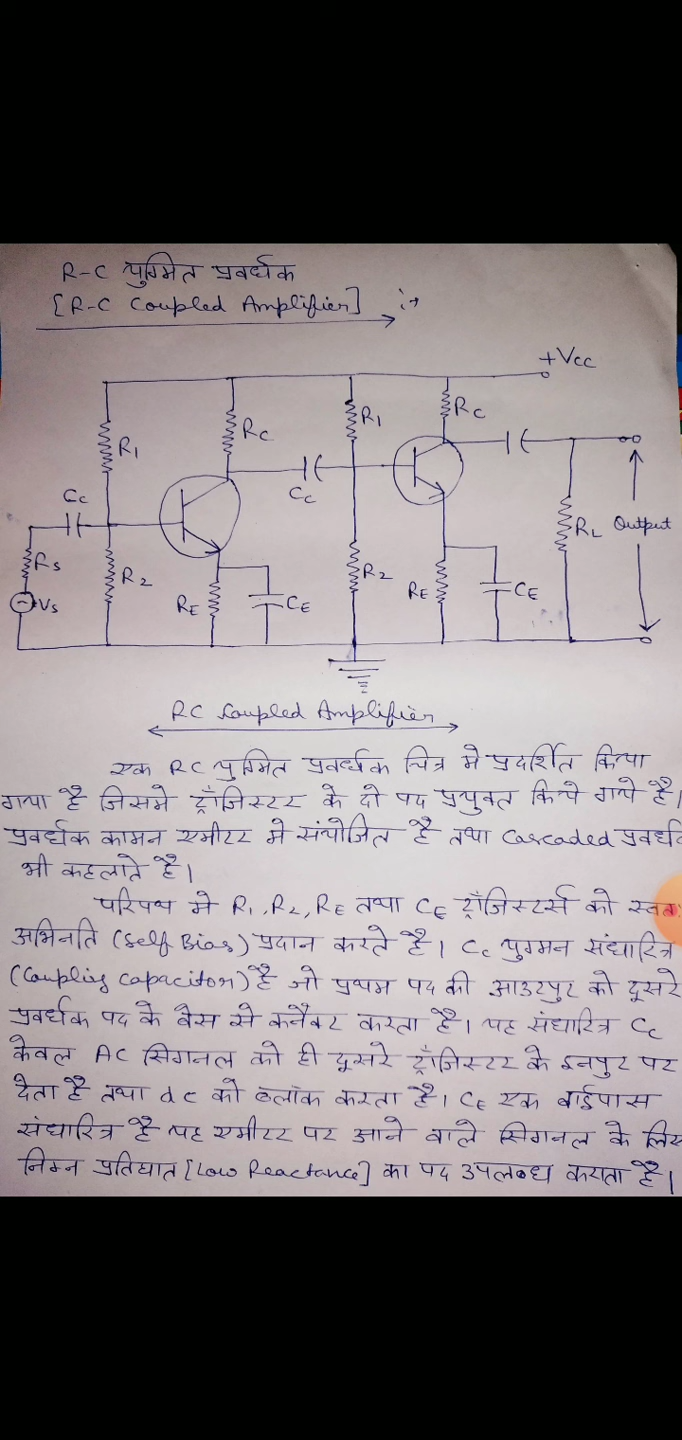 R-C युग्मित प्रवर्धक
[R-C Coupled Amplifier] :→
+Vcc
R1
Rc
R1
Rc
Cc
Cc
Rs
R2
R2
RL
Output
Vs
RE
CE
RE
CE
RC Coupled Amplifier
एक RC युग्मित प्रवर्धक चित्र मे प्रदर्शित किया
गया है जिसमे ट्राँजिस्टर के दो पद प्रयुक्त किये गये है।
प्रवर्धक कामन एमीटर मे संयोजित है तथा Cascaded प्रवर्ध
भी कहलाते है।
परिपथ मे R1, R2, RE तथा CE ट्राँजिस्टर्स को स्वतः
अभिनति (Self Bias) प्रदान करते है। Cc युग्मन संधारित्र
(Coupling Capacitor) है जो प्रथम पद की आउटपुट को दूसरे
प्रवर्धक पद के बेस से कनैक्ट करता है। यह संधारित्र Cc
केवल AC सिगनल को ही दूसरे ट्राँजिस्टर के इनपुट पर
देता है तथा dc को ब्लॉक करता है। CE एक बाईपास
संधारित्र है यह एमीटर पर आने वाले सिगनल के लिए
निम्न प्रतिघात [Low Reactance] का पद उपलब्ध कराता है।